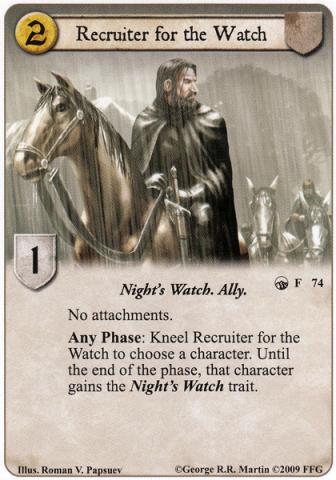 2
Recruiter for the Watch
1
Night's Watch. Ally.
F 74
No attachments.
Any Phase: Kneel Recruiter for the
Watch to choose a character. Until
the end of the phase, that character
gains the Night's Watch trait.
Illus. Roman V. Papsuev
©George R.R. Martin ©2009 FFG